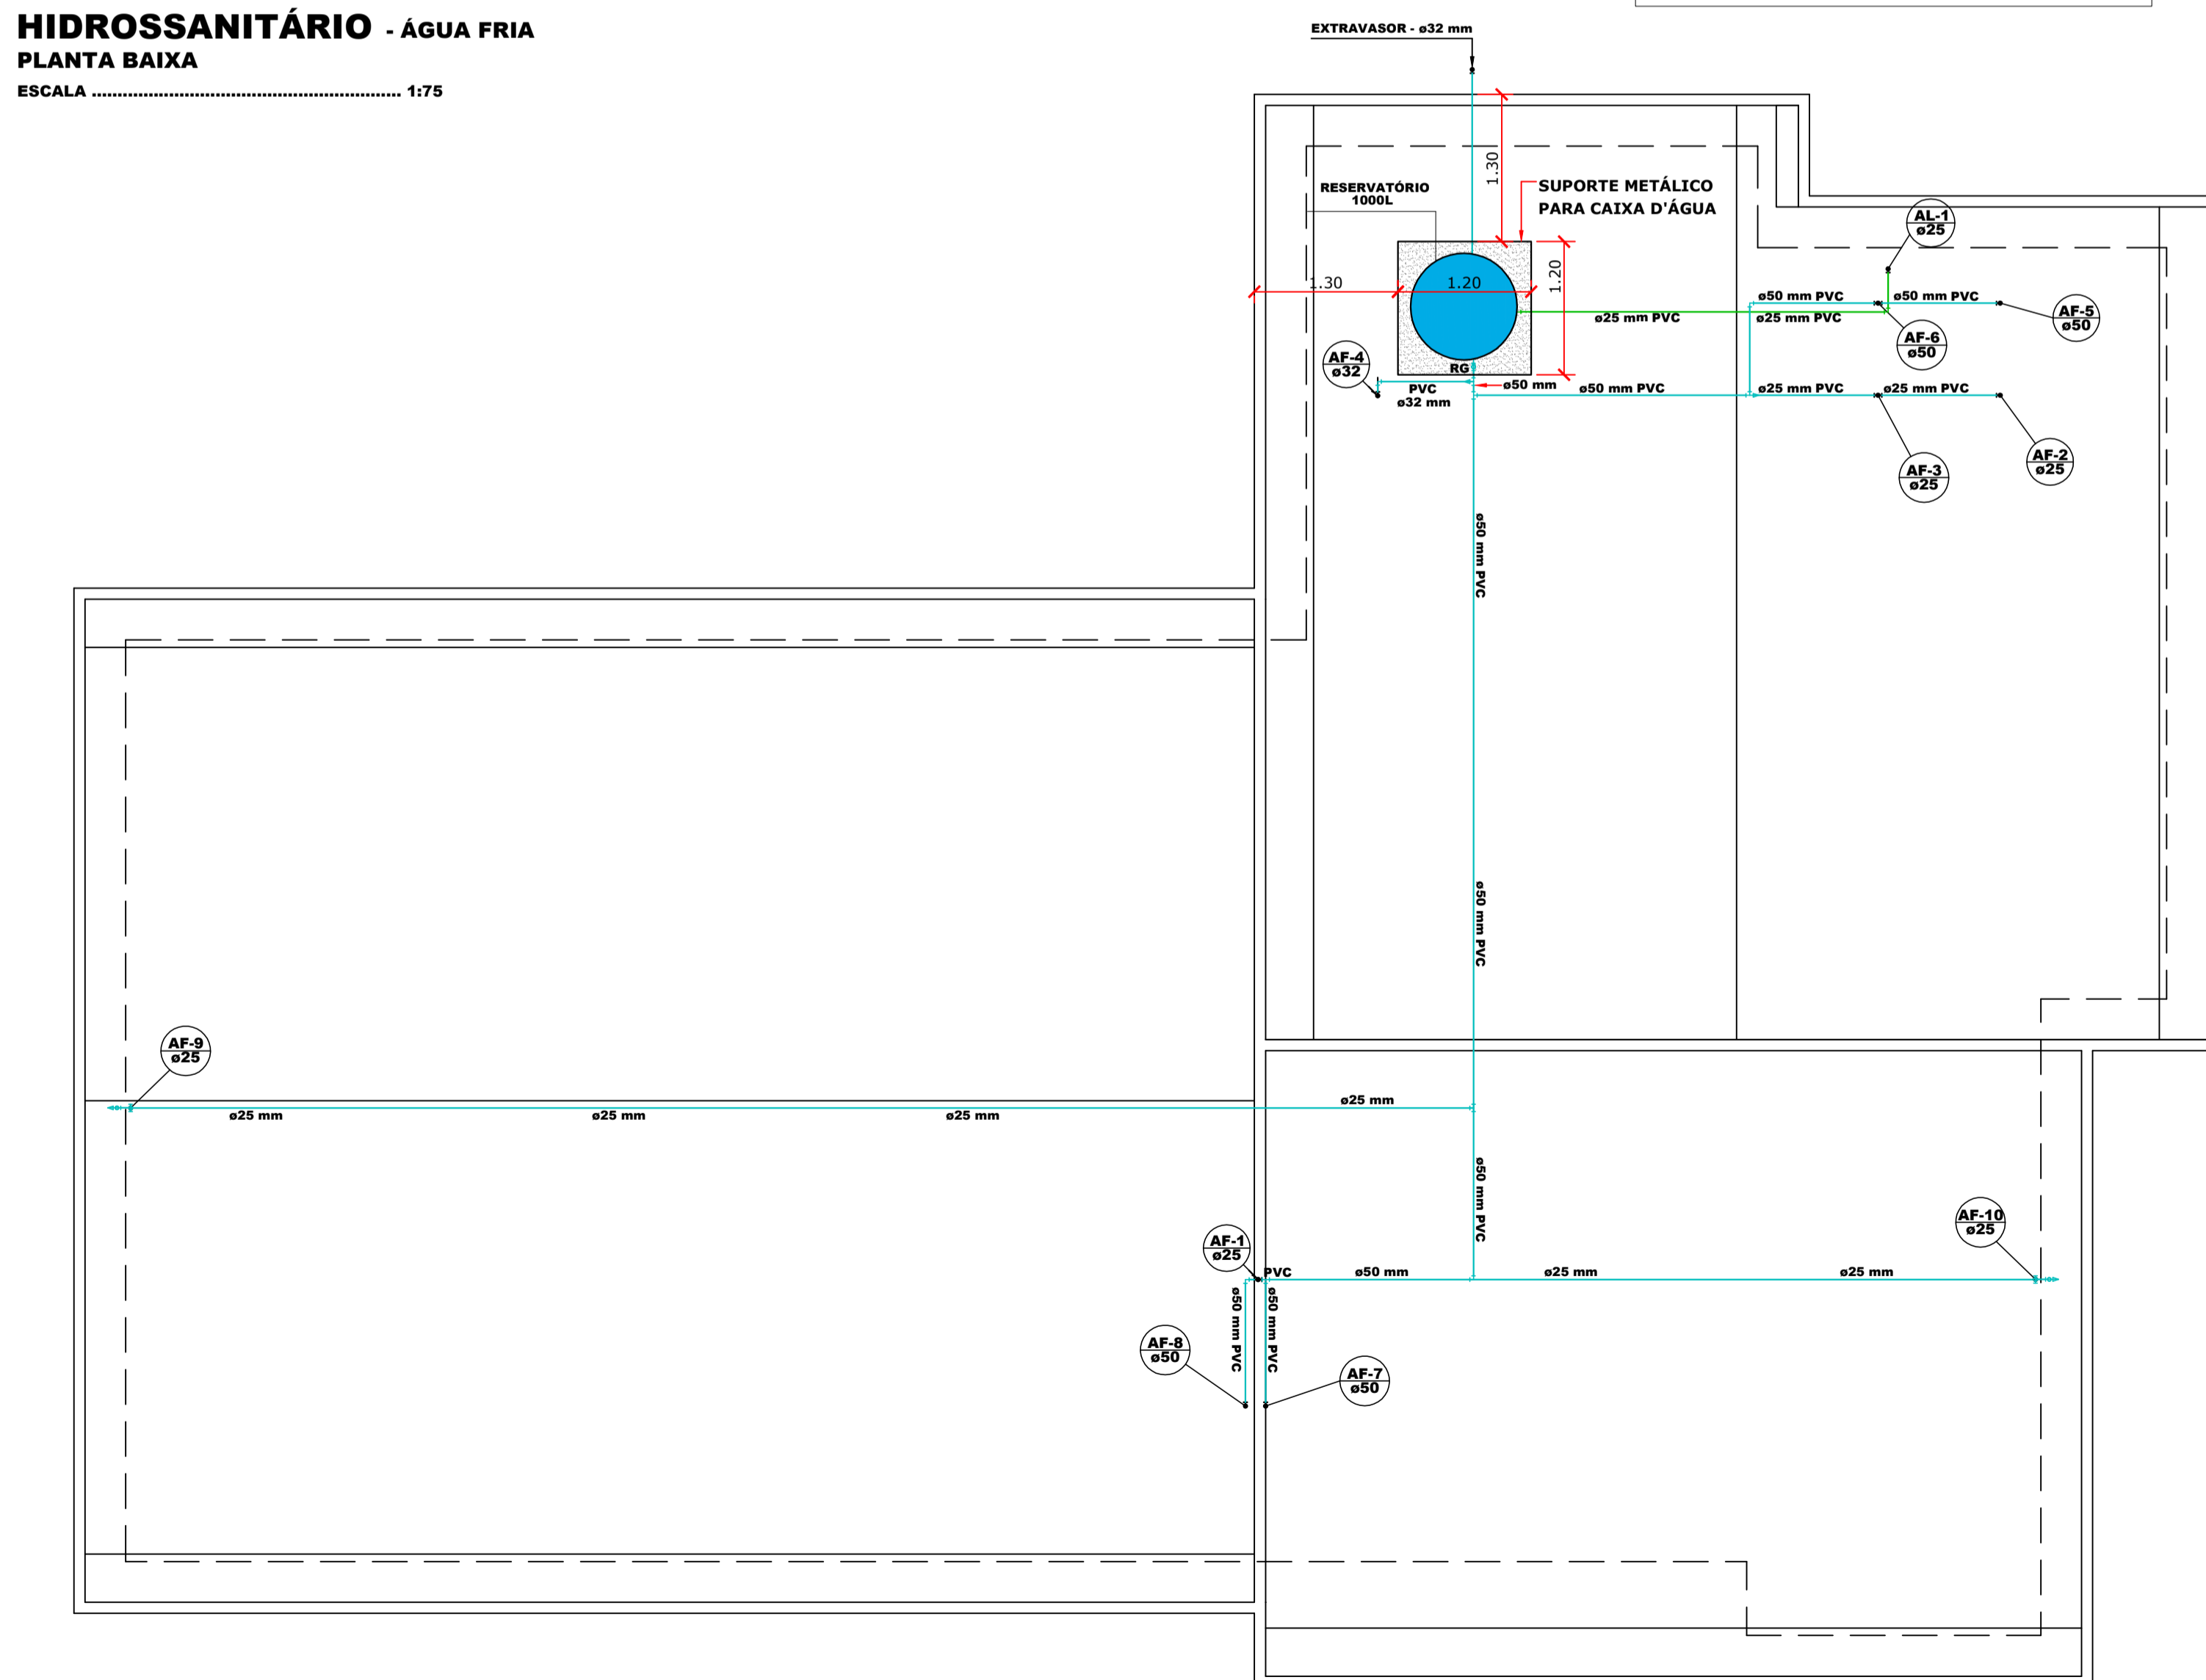 HIDROSSANITÁRIO - ÁGUA FRIA
PLANTA BAIXA
ESCALA ............................................................ 1:75
EXTRAVASOR - ø32 mm
1.30
RESERVATÓRIO
1000L
SUPORTE METÁLICO
PARA CAIXA D'ÁGUA
AL-1
ø25
1.30
1.20
1.20
ø50 mm PVC
ø50 mm PVC
ø25 mm PVC
ø25 mm PVC
AF-5
ø50
AF-6
ø50
AF-4
ø32
RG
PVC
ø32 mm
ø50 mm
ø50 mm PVC
ø25 mm PVC
ø25 mm PVC
AF-3
ø25
AF-2
ø25
ø50 mm PVC
ø50 mm PVC
AF-9
ø25
ø25 mm
ø25 mm
ø25 mm
ø25 mm
ø50 mm PVC
AF-1
ø25
AF-10
ø25
PVC
ø50 mm
ø25 mm
ø25 mm
ø50 mm PVC
ø50 mm PVC
AF-8
ø50
AF-7
ø50